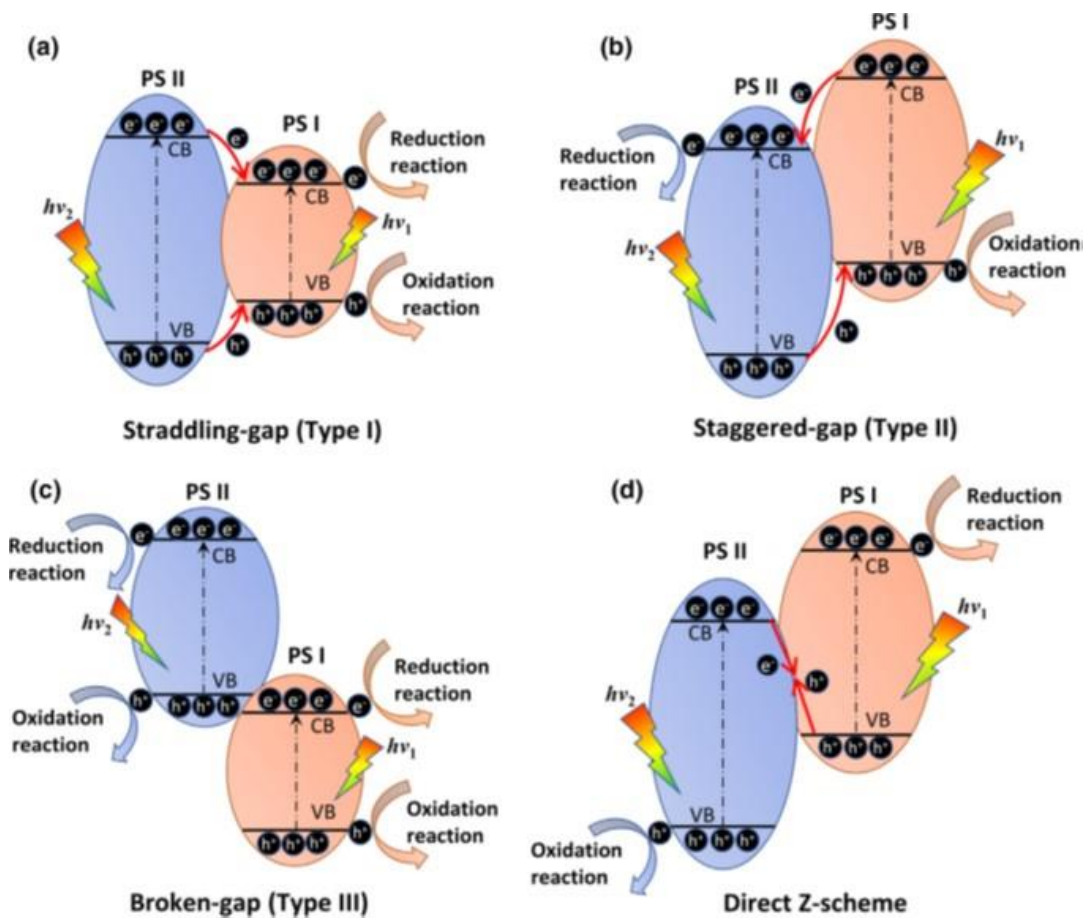 (a)
PS II
e⁻ e⁻ e⁻
CB
e⁻
PS I
e⁻ e⁻ e⁻
CB
e⁻
Reduction
reaction
hν₂
hν₁
VB
h⁺ h⁺ h⁺
h⁺
VB
h⁺ h⁺ h⁺
h⁺
Oxidation
reaction
Straddling-gap (Type I)
(b)
PS I
e⁻ e⁻ e⁻
CB
e⁻
PS II
e⁻ e⁻ e⁻
CB
e⁻
Reduction
reaction
hν₁
hν₂
VB
h⁺ h⁺ h⁺
h⁺
Oxidation
reaction
VB
h⁺ h⁺ h⁺
h⁺
Staggered-gap (Type II)
(c)
PS II
e⁻ e⁻ e⁻
CB
e⁻
Reduction
reaction
hν₂
VB
h⁺ h⁺ h⁺
h⁺
Oxidation
reaction
PS I
e⁻ e⁻ e⁻
CB
e⁻
Reduction
reaction
hν₁
VB
h⁺ h⁺ h⁺
h⁺
Oxidation
reaction
Broken-gap (Type III)
(d)
PS I
e⁻ e⁻ e⁻
CB
e⁻
Reduction
reaction
PS II
e⁻ e⁻ e⁻
CB
e⁻
h⁺
hν₁
hν₂
VB
h⁺ h⁺ h⁺
VB
h⁺ h⁺ h⁺
h⁺
Oxidation
reaction
Direct Z-scheme